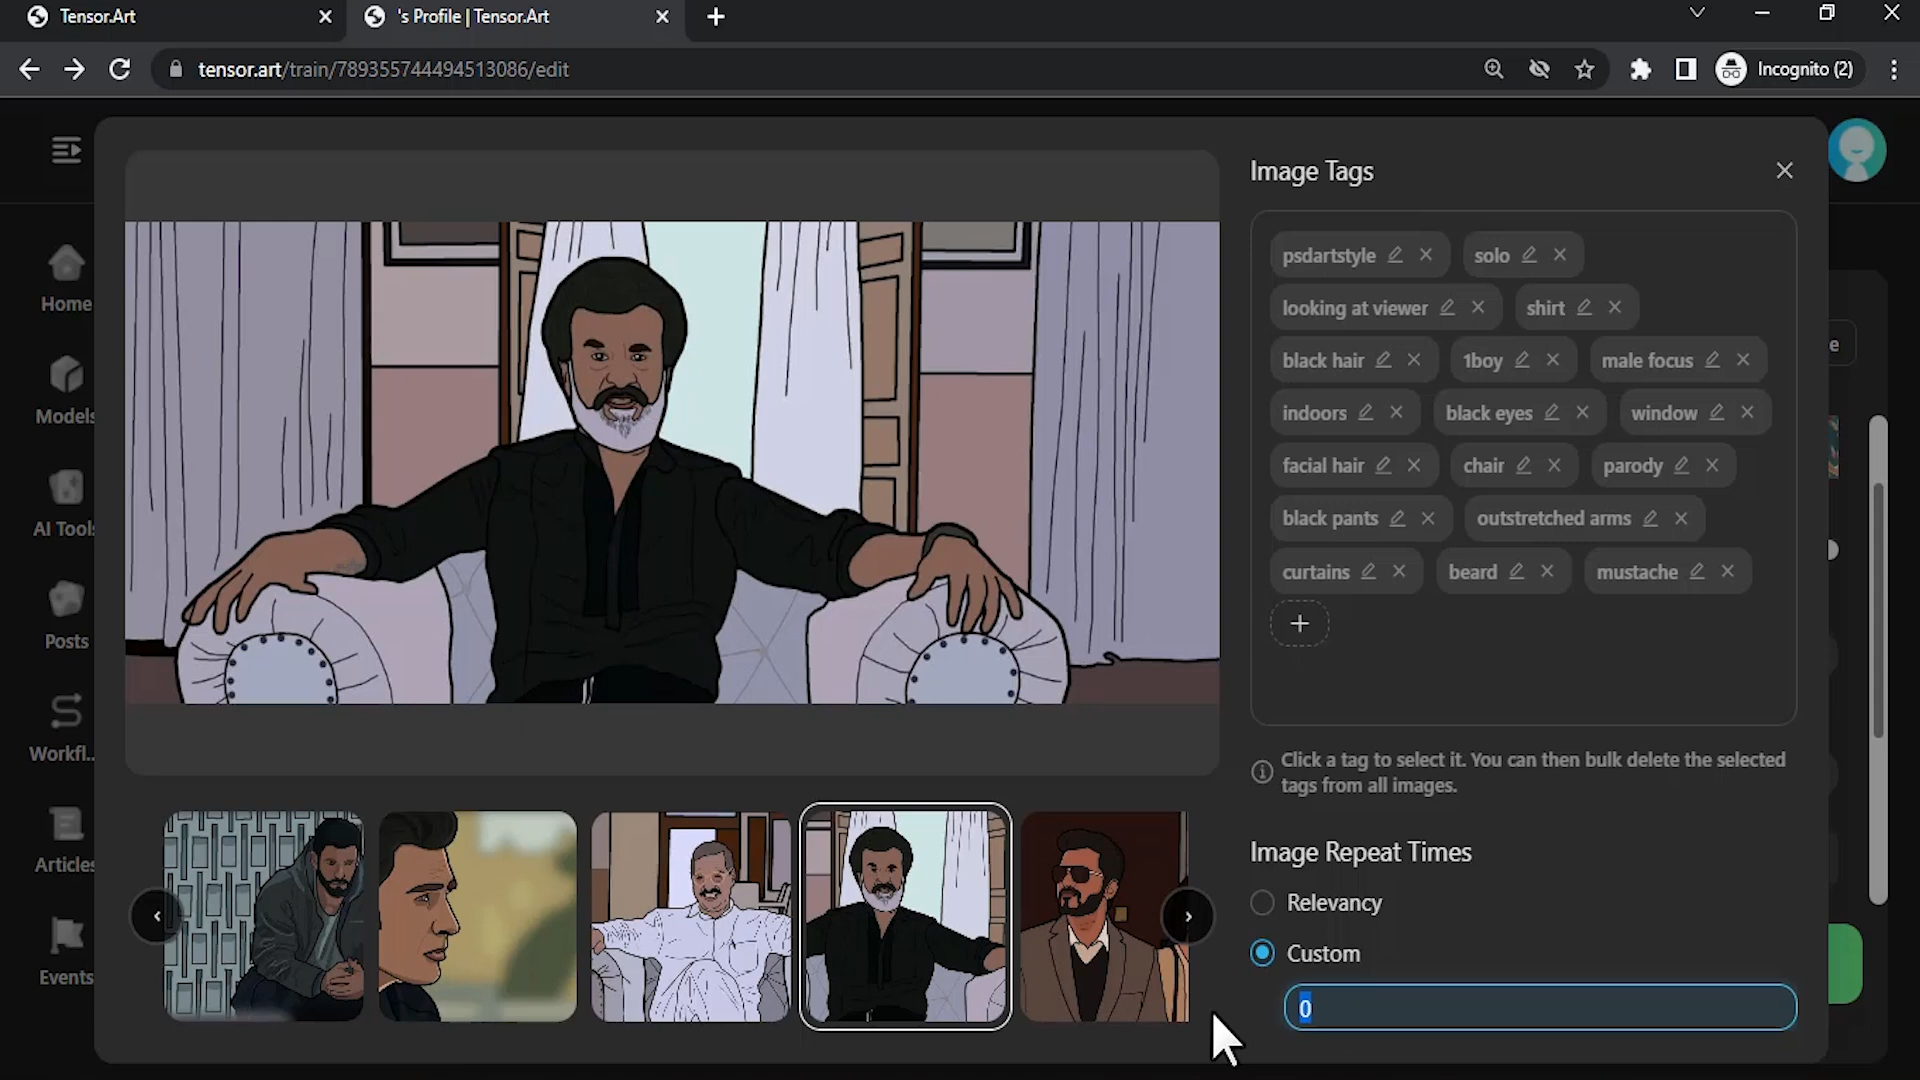 Tensor.Art
's Profile | Tensor.Art
tensor.art/train/789355744494513086/edit
Incognito (2)
Home
Models
AI Tools
Posts
Workfl..
Articles
Events
Image Tags
psdartstyle solo
looking at viewer shirt
black hair 1boy male focus
indoors black eyes window
facial hair chair parody
black pants outstretched arms
curtains beard mustache
Click a tag to select it. You can then bulk delete the selected
tags from all images.
Image Repeat Times
Relevancy
Custom
0
e